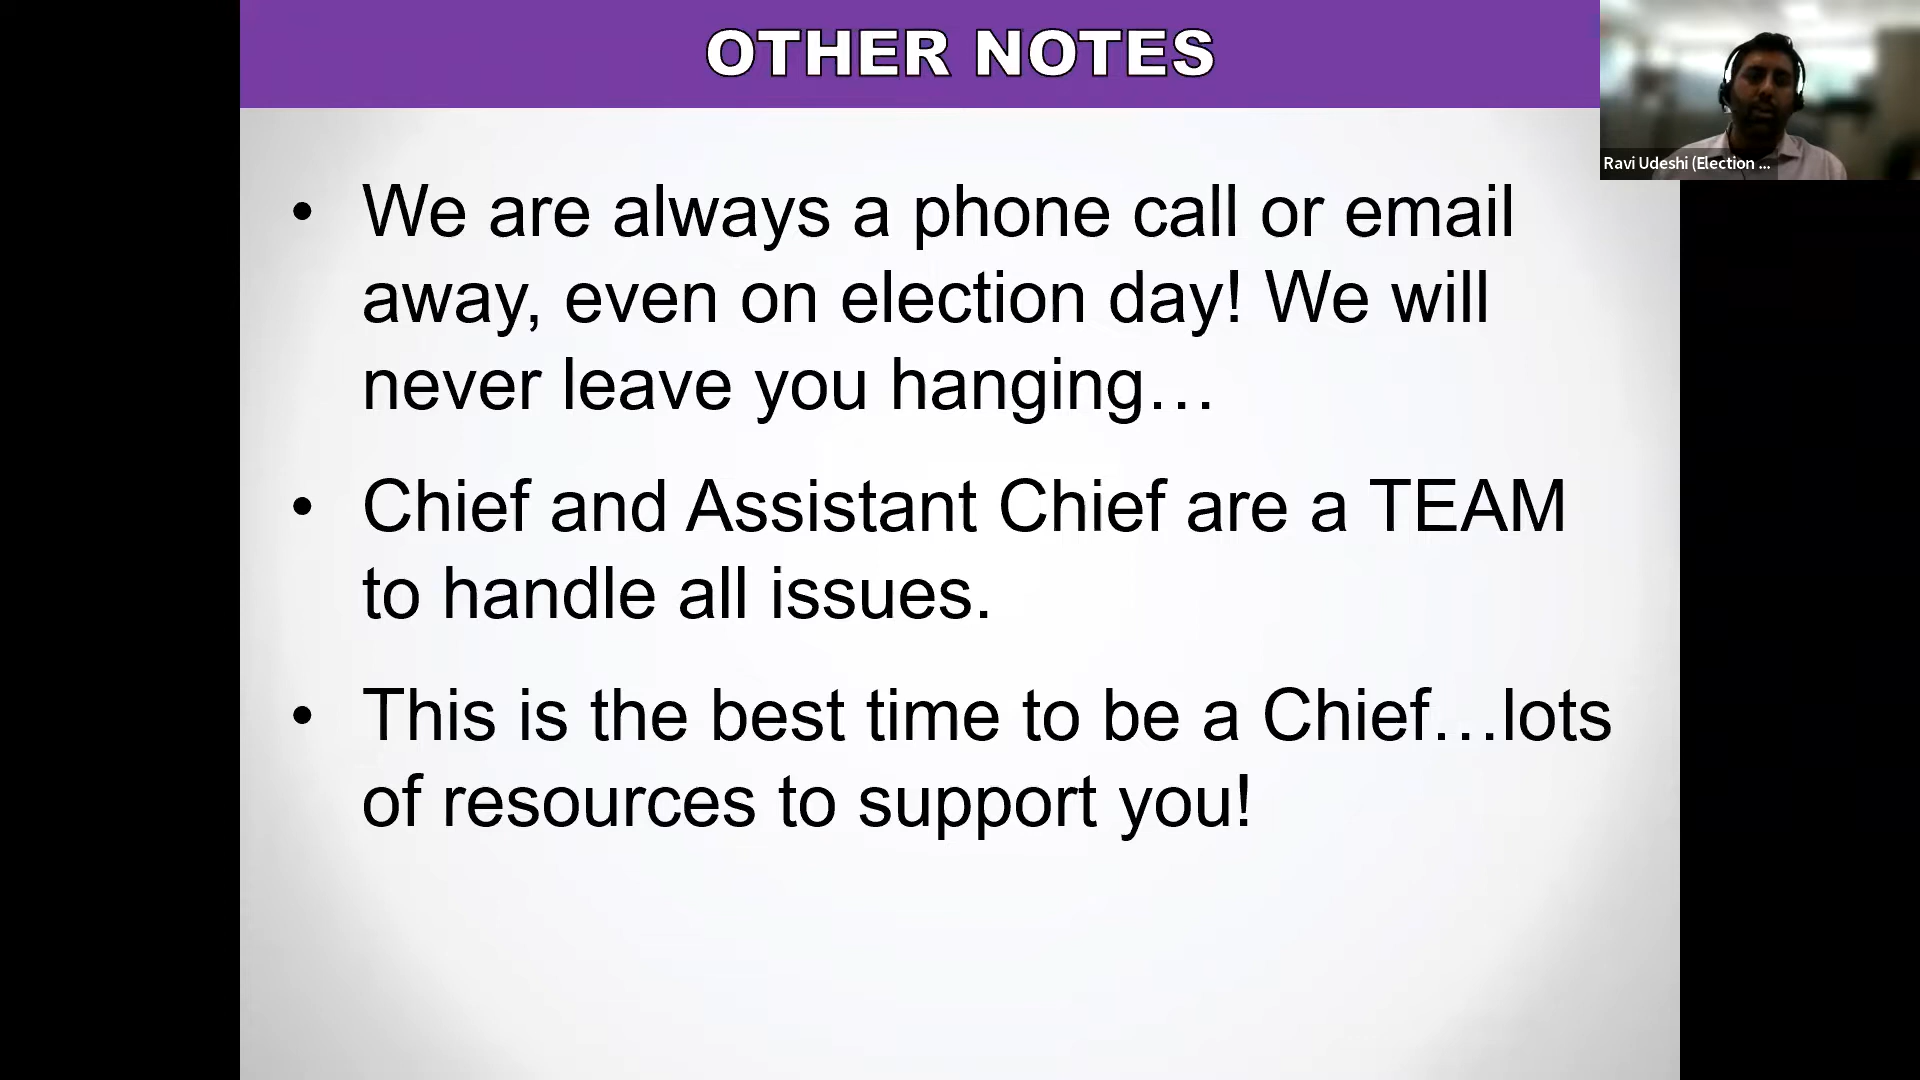 OTHER NOTES
Ravi Udeshi (Election ...
• We are always a phone call or email
away, even on election day! We will
never leave you hanging…
• Chief and Assistant Chief are a TEAM
to handle all issues.
• This is the best time to be a Chief…lots
of resources to support you!